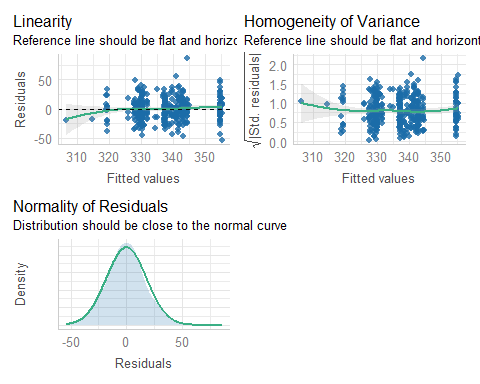 Linearity
Reference line should be flat and horizo
Residuals
50
0
-50
310 320 330 340 350
Fitted values
Homogeneity of Variance
Reference line should be flat and horizont
√|Std. residuals|
2.0
1.5
1.0
0.5
0.0
310 320 330 340 350
Fitted values
Normality of Residuals
Distribution should be close to the normal curve
Density
-50 0 50
Residuals